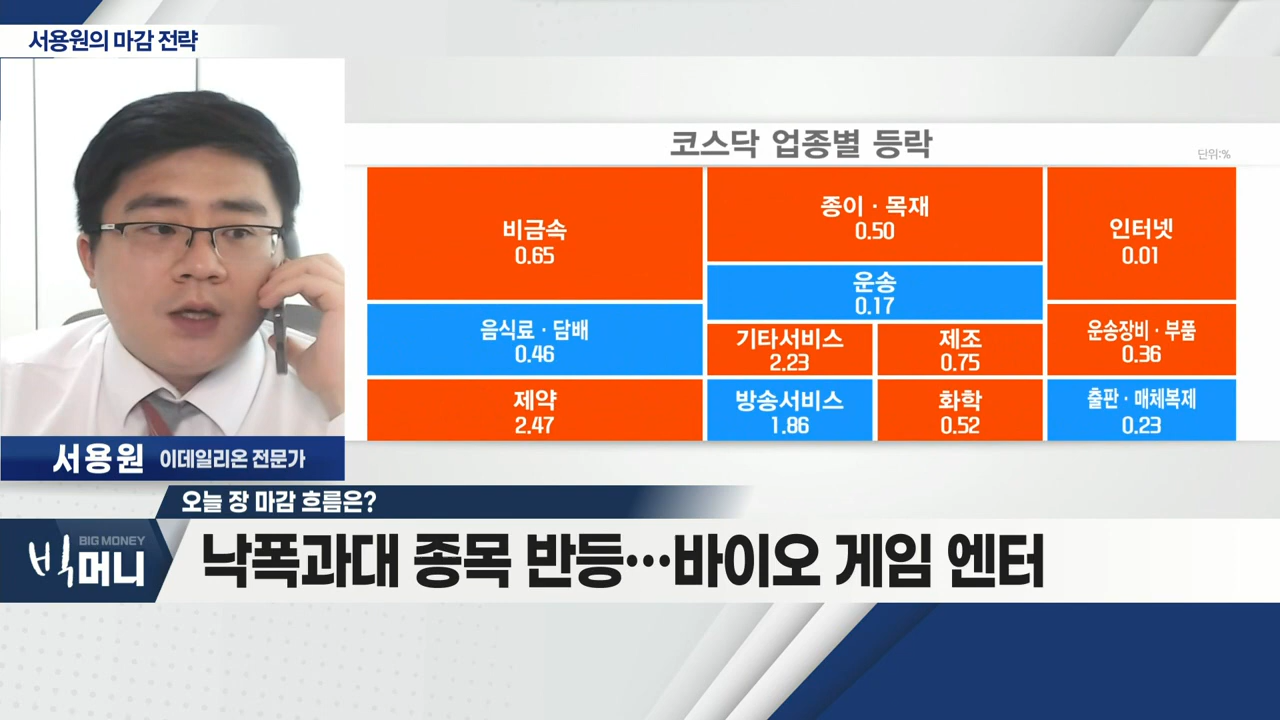 서용원의 마감 전략
코스닥 업종별 등락
단위:%
비금속
0.65
종이·목재
0.50
인터넷
0.01
운송
0.17
음식료·담배
0.46
기타서비스
2.23
제조
0.75
운송장비·부품
0.36
제약
2.47
방송서비스
1.86
화학
0.52
출판·매체복제
0.23
서용원 이데일리온 전문가
오늘 장 마감 흐름은?
BIG MONEY
빅머니
낙폭과대 종목 반등…바이오 게임 엔터